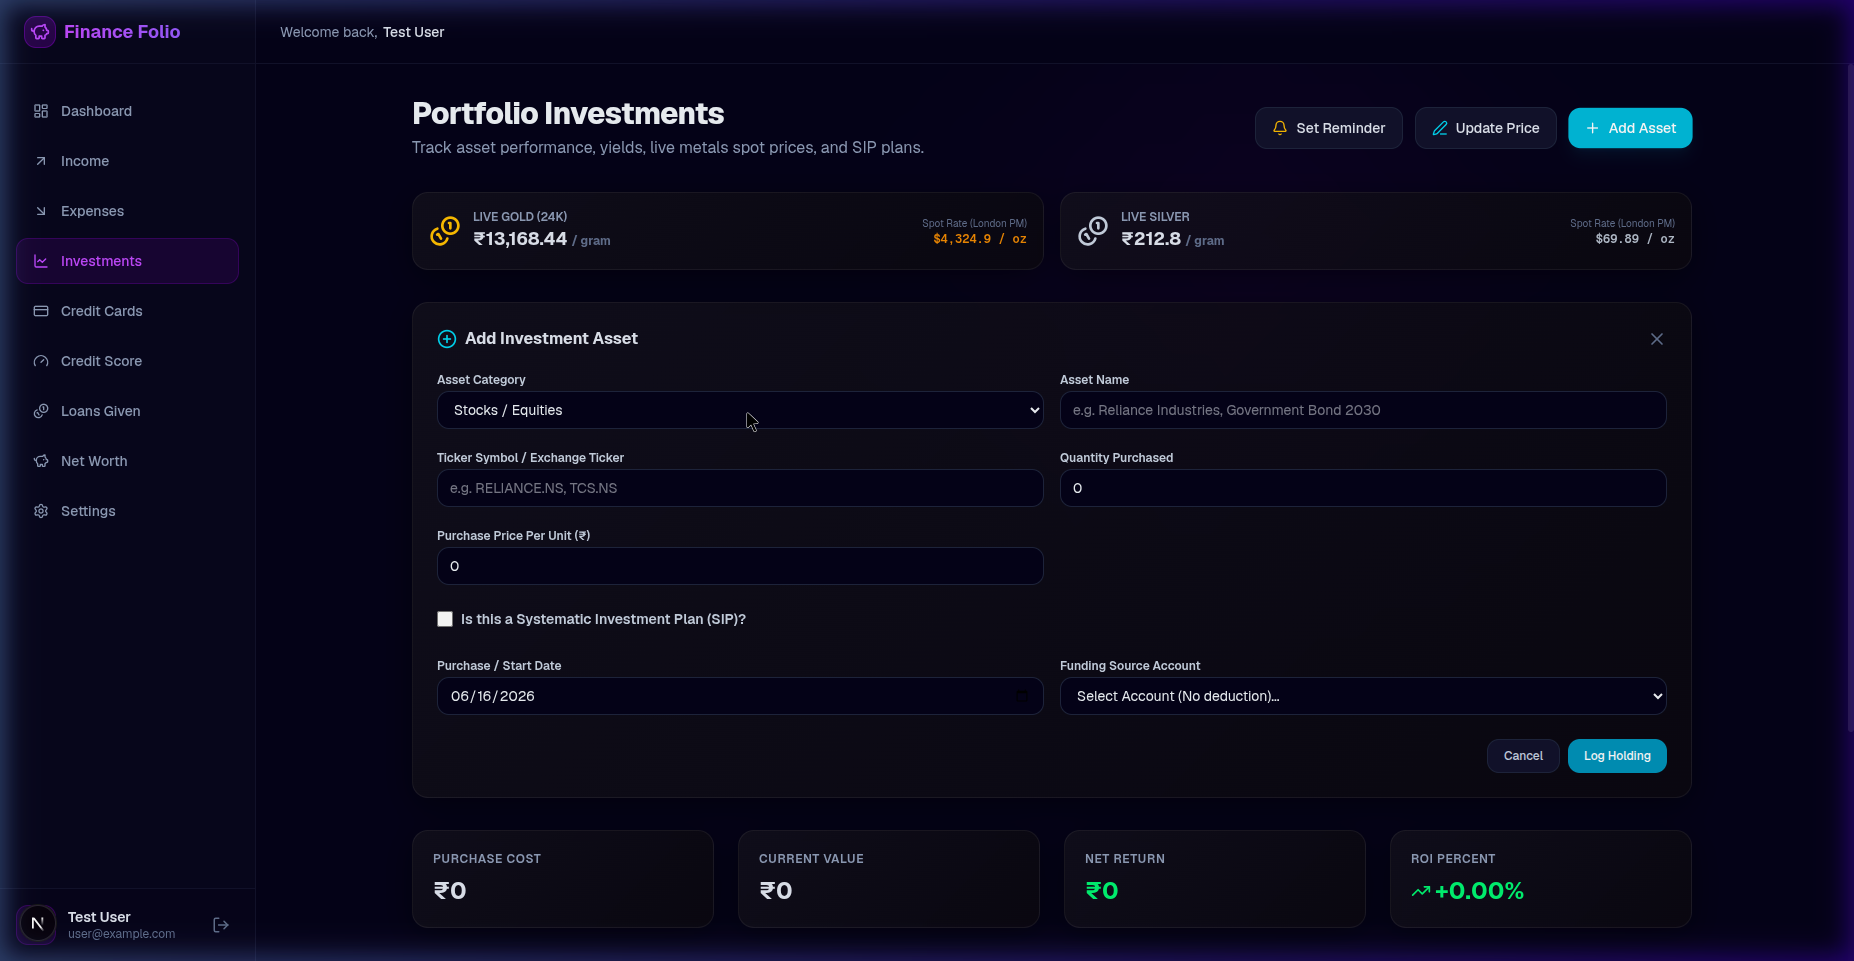 Finance Folio
Welcome back, Test User
Dashboard
Income
Expenses
Investments
Credit Cards
Credit Score
Loans Given
Net Worth
Settings
Portfolio Investments
Track asset performance, yields, live metals spot prices, and SIP plans.
Set Reminder
Update Price
Add Asset
LIVE GOLD (24K)
₹13,168.44 / gram
Spot Rate (London PM)
$4,324.9 / oz
LIVE SILVER
₹212.8 / gram
Spot Rate (London PM)
$69.89 / oz
Add Investment Asset
Asset Category
Stocks / Equities
Asset Name
e.g. Reliance Industries, Government Bond 2030
Ticker Symbol / Exchange Ticker
e.g. RELIANCE.NS, TCS.NS
Quantity Purchased
0
Purchase Price Per Unit (₹)
0
Is this a Systematic Investment Plan (SIP)?
Purchase / Start Date
06/16/2026
Funding Source Account
Select Account (No deduction)...
Cancel
Log Holding
PURCHASE COST
₹0
CURRENT VALUE
₹0
NET RETURN
₹0
ROI PERCENT
+0.00%
N
Test User
user@example.com